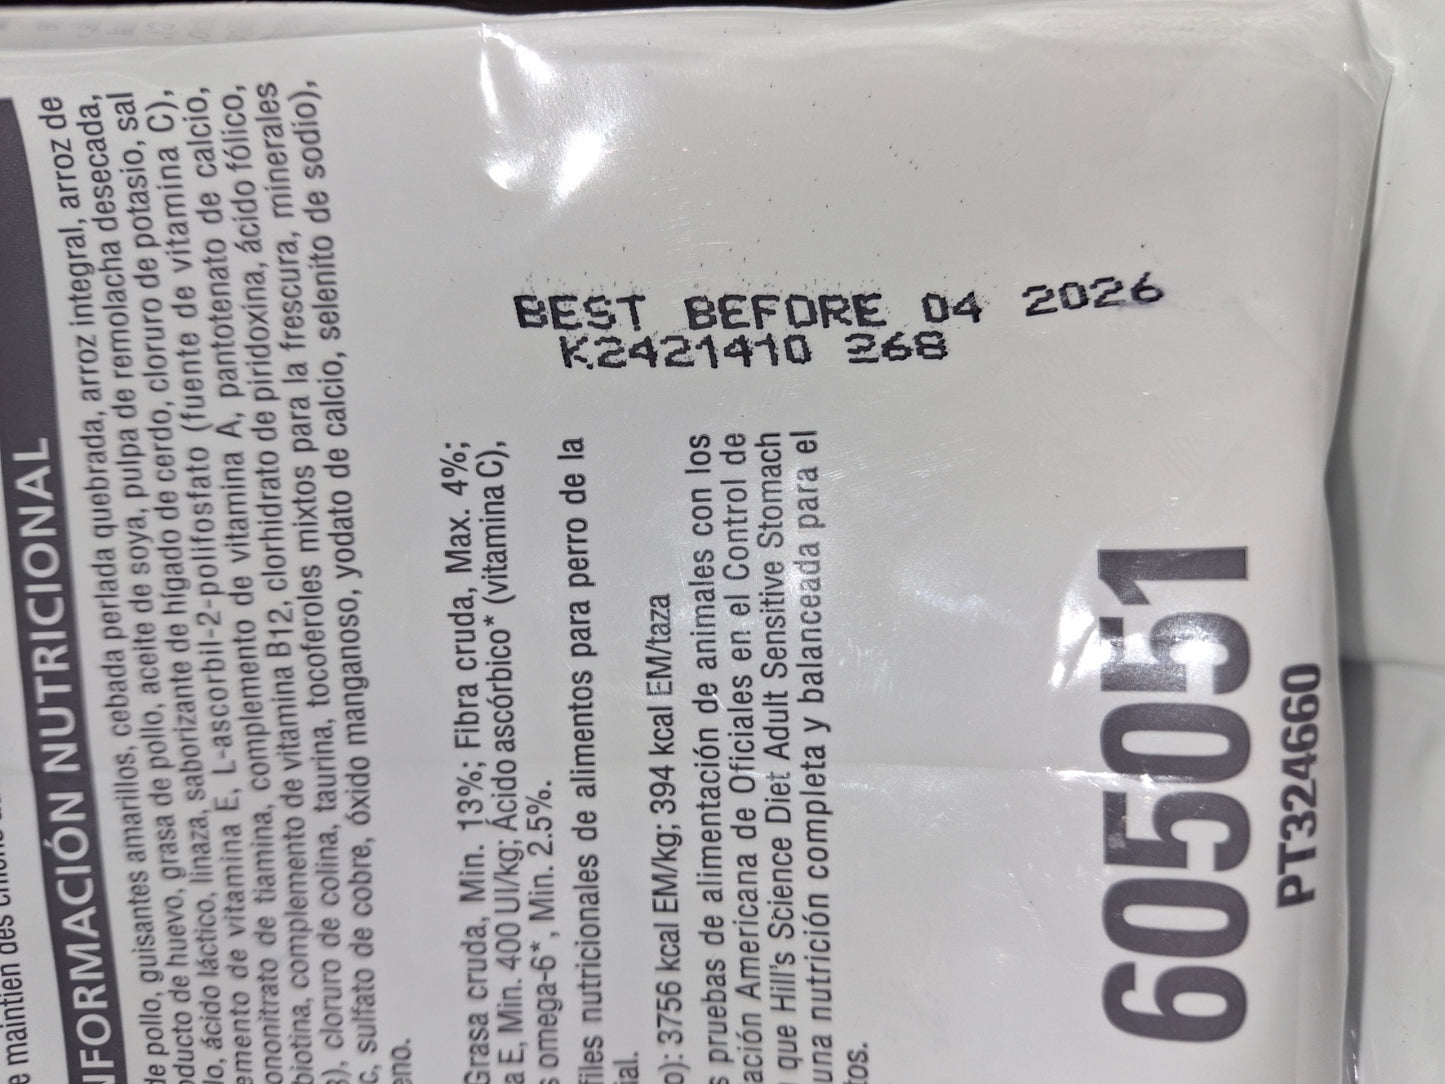 INFORMACIÓN NUTRICIONAL
de pollo, guisantes amarillos, cebada perlada quebrada, arroz integral, arroz de
de huevo, grasa de pollo, aceite de soya, pulpa de remolacha desecada,
ácido láctico, linaza, saborizante de hígado de cerdo, cloruro de potasio, sal
de vitamina E, L-ascorbil-2-polifosfato (fuente de vitamina C),
de tiamina, complemento de vitamina A, pantotenato de calcio,
biotina, complemento de vitamina B12, clorhidrato de piridoxina, ácido fólico,
cloruro de colina, taurina, tocoferoles mixtos para la frescura, minerales
sulfato de cobre, óxido manganoso, yodato de calcio, selenito de sodio),
Grasa cruda, Min. 13%; Fibra cruda, Max. 4%;
E, Min. 400 UI/kg; Ácido ascórbico* (vitamina C),
omega-6*, Min. 2.5%.
nutricionales de alimentos para perro de la
3756 kcal EM/kg; 394 kcal EM/taza
pruebas de alimentación de animales con los
Americana de Oficiales en el Control de
que Hill's Science Diet Adult Sensitive Stomach
una nutrición completa y balanceada para el
BEST BEFORE 04 2026
K2421410 268
605051
PT324660